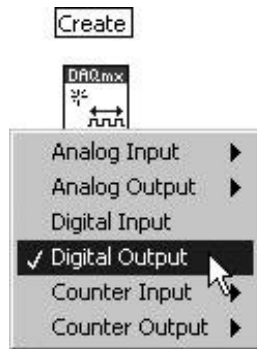 Create
DAQmx
Analog Input
Analog Output
Digital Input
Digital Output
Counter Input
Counter Output